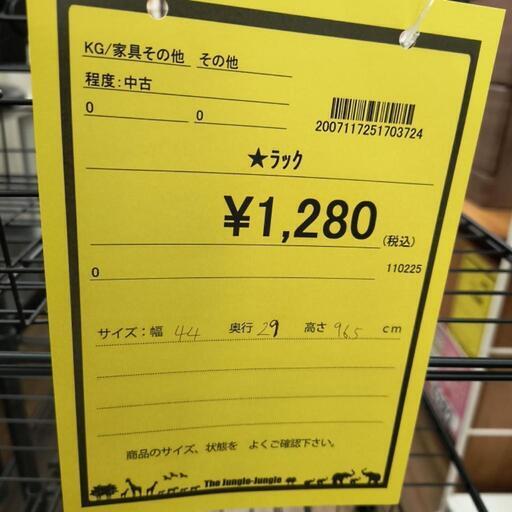 KG/家具その他 その他
程度:中古
0 0
2007117251703724
★ラック
¥1,280 (税込)
0 110225
サイズ:幅 44 奥行 29 高さ 96.5 cm
商品のサイズ、状態を よくご確認下さい。
The Jungle-Jungle